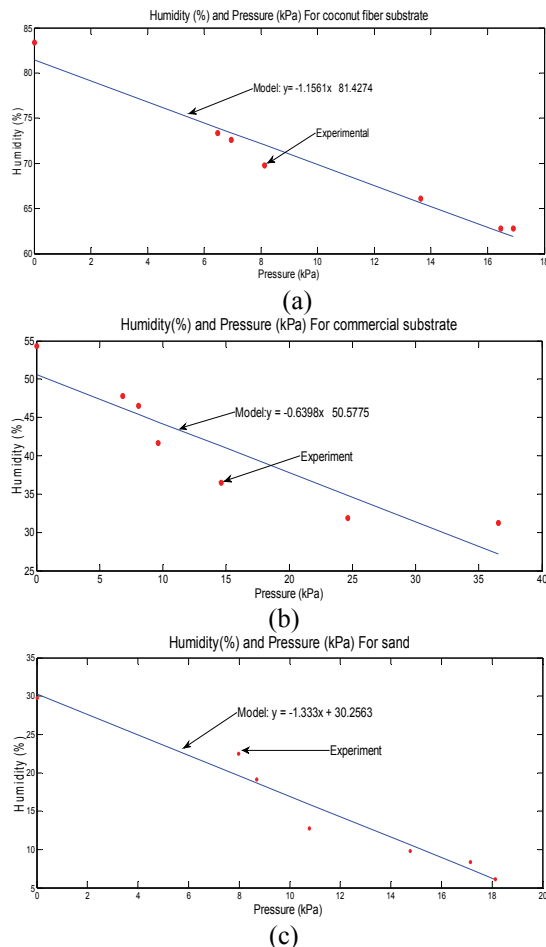 Humidity (%) and Pressure (kPa) For coconut fiber substrate
85
80
75
70
65
60
Humidity (%)
Model: y= -1.1561x 81.4274
Experimental
0 2 4 6 8 10 12 14 16 18
Pressure (kPa)
(a)
Humidity(%) and Pressure (kPa) For commercial substrate
55
50
45
40
35
30
25
Humidity (%)
Model:y = -0.6398x 50.5775
Experiment
0 5 10 15 20 25 30 35 40
Pressure (kPa)
(b)
Humidity(%) and Pressure (kPa) For sand
35
30
25
20
15
10
5
Humidity (%)
Model: y = -1.333x + 30.2563
Experiment
0 2 4 6 8 10 12 14 16 18 20
Pressure (kPa)
(c)